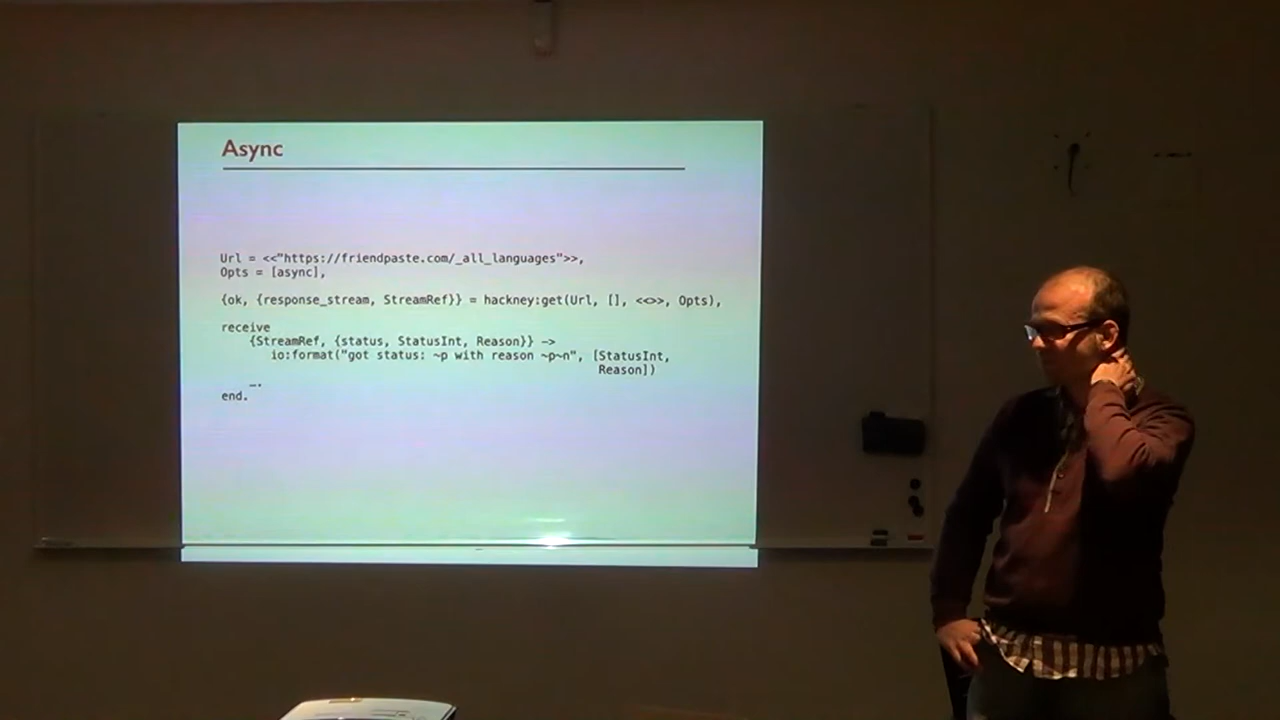 Async
Url = <<"https://friendpaste.com/_all_languages">>,
Opts = [async],
{ok, {response_stream, StreamRef}} = hackney:get(Url, [], <<>>, Opts),
receive
{StreamRef, {status, StatusInt, Reason}} ->
io:format("got status: ~p with reason ~p~n", [StatusInt,
Reason])
….
end.